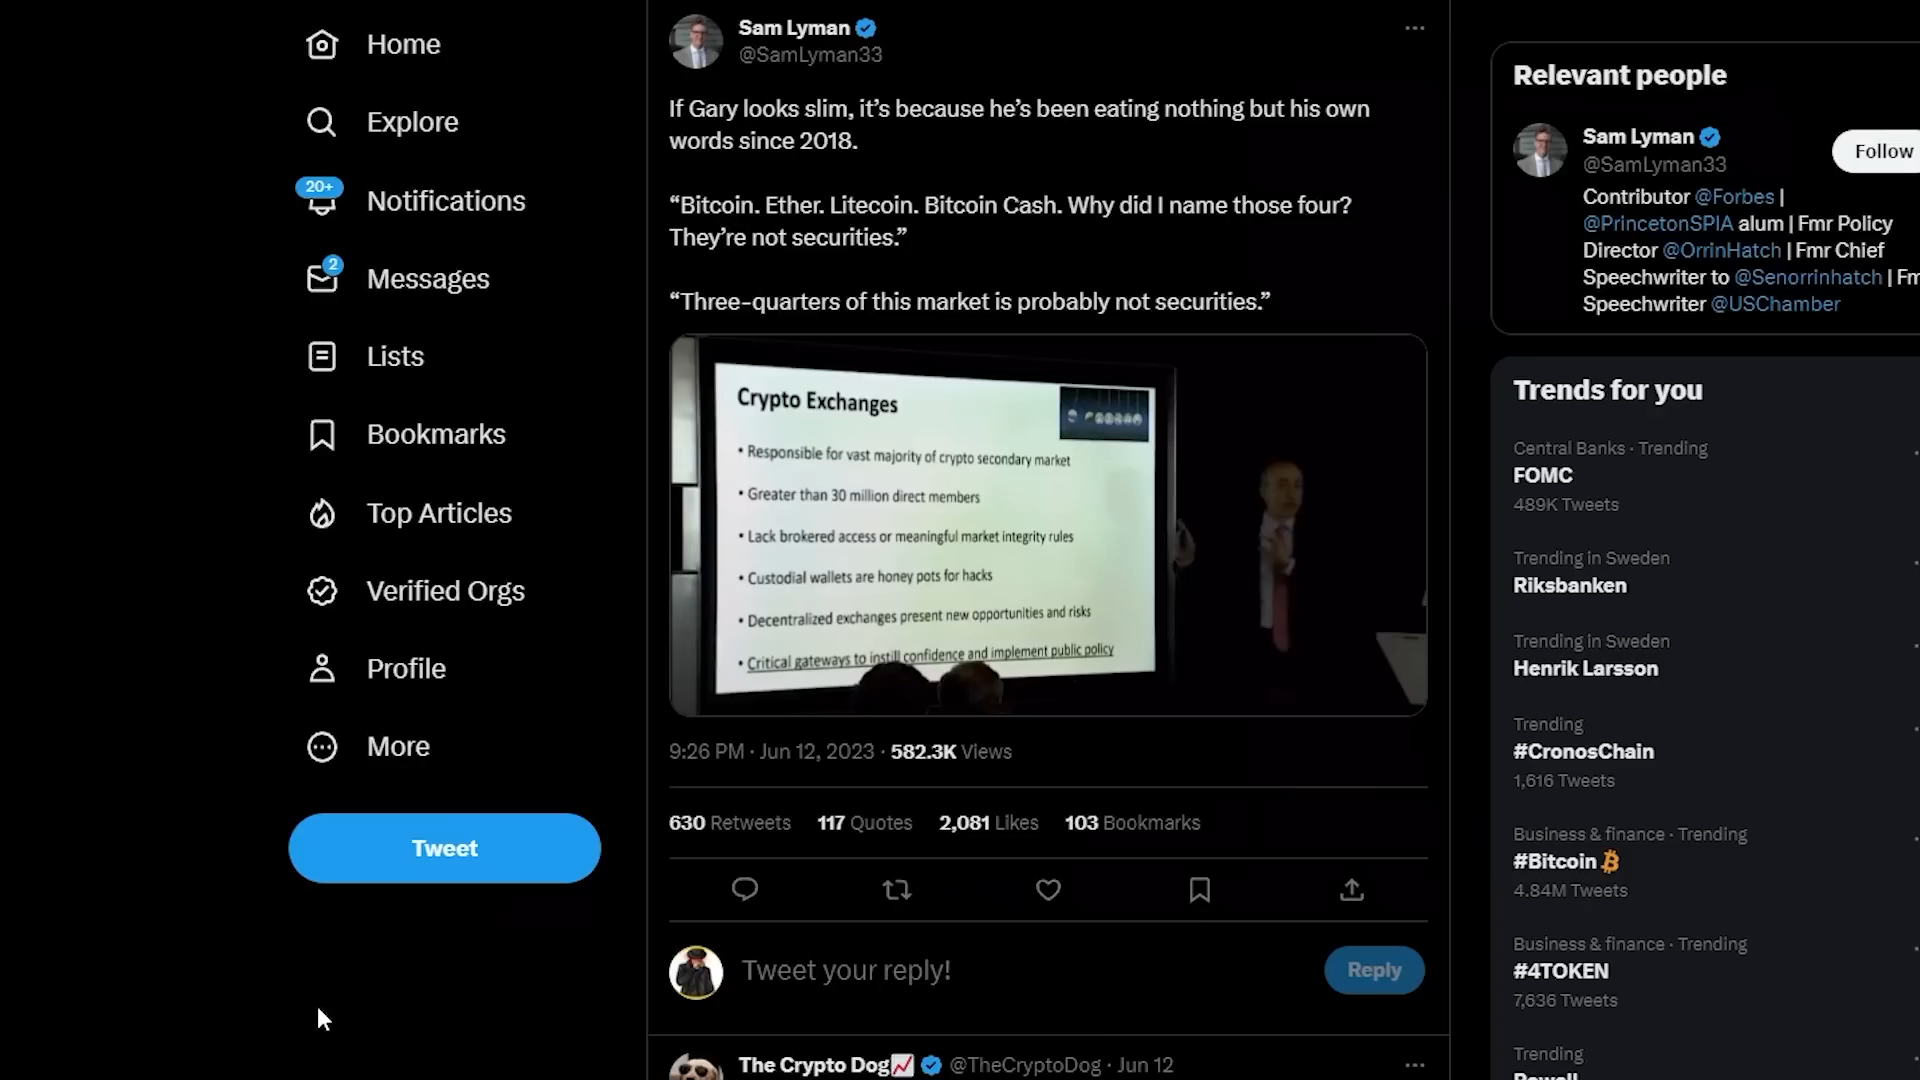 Home
Explore
20+
Notifications
2
Messages
Lists
Bookmarks
Top Articles
Verified Orgs
Profile
More
Tweet
Sam Lyman
@SamLyman33
If Gary looks slim, it’s because he’s been eating nothing but his own
words since 2018.
“Bitcoin. Ether. Litecoin. Bitcoin Cash. Why did I name those four?
They’re not securities.”
“Three-quarters of this market is probably not securities.”
Crypto Exchanges
• Responsible for vast majority of crypto secondary market
• Greater than 30 million direct members
• Lack brokered access or meaningful market integrity rules
• Custodial wallets are honey pots for hacks
• Decentralized exchanges present new opportunities and risks
• Critical gateways to instill confidence and implement public policy
9:26 PM · Jun 12, 2023 · 582.3K Views
630 Retweets 117 Quotes 2,081 Likes 103 Bookmarks
Tweet your reply!
Reply
The Crypto Dog📈 @TheCryptoDog · Jun 12
Relevant people
Sam Lyman
@SamLyman33
Follow
Contributor @Forbes |
@PrincetonSPIA alum | Fmr Policy
Director @OrrinHatch | Fmr Chief
Speechwriter to @Senorrinhatch |
Speechwriter @USChamber
Trends for you
Central Banks · Trending
FOMC
489K Tweets
Trending in Sweden
Riksbanken
Trending in Sweden
Henrik Larsson
Trending
#CronosChain
1,616 Tweets
Business & finance · Trending
#Bitcoin
4.84M Tweets
Business & finance · Trending
#4TOKEN
7,636 Tweets
Trending